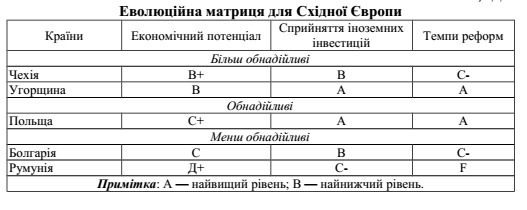 Еволюційна матриця для Східної Європи
Країни Економічний потенціал Сприйняття іноземних інвестицій Темпи реформ
Більш обнадійливі
Чехія В+ В С-
Угорщина В А А
Обнадійливі
Польща С+ А А
Менш обнадійливі
Болгарія С В С-
Румунія Д+ С- F
Примітка: А — найвищий рівень; В — найнижчий рівень.